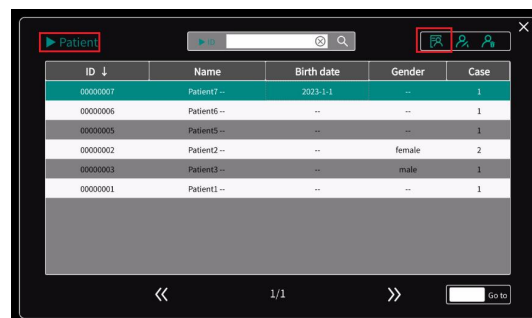 Patient
ID
ID ↓ Name Birth date Gender Case
00000007 Patient7 -- 2023-1-1 -- 1
00000006 Patient6 -- -- -- 1
00000005 Patient5 -- -- -- 1
00000002 Patient2 -- -- female 2
00000003 Patient3 -- -- male 1
00000001 Patient1 -- -- -- 1
1/1 Go to